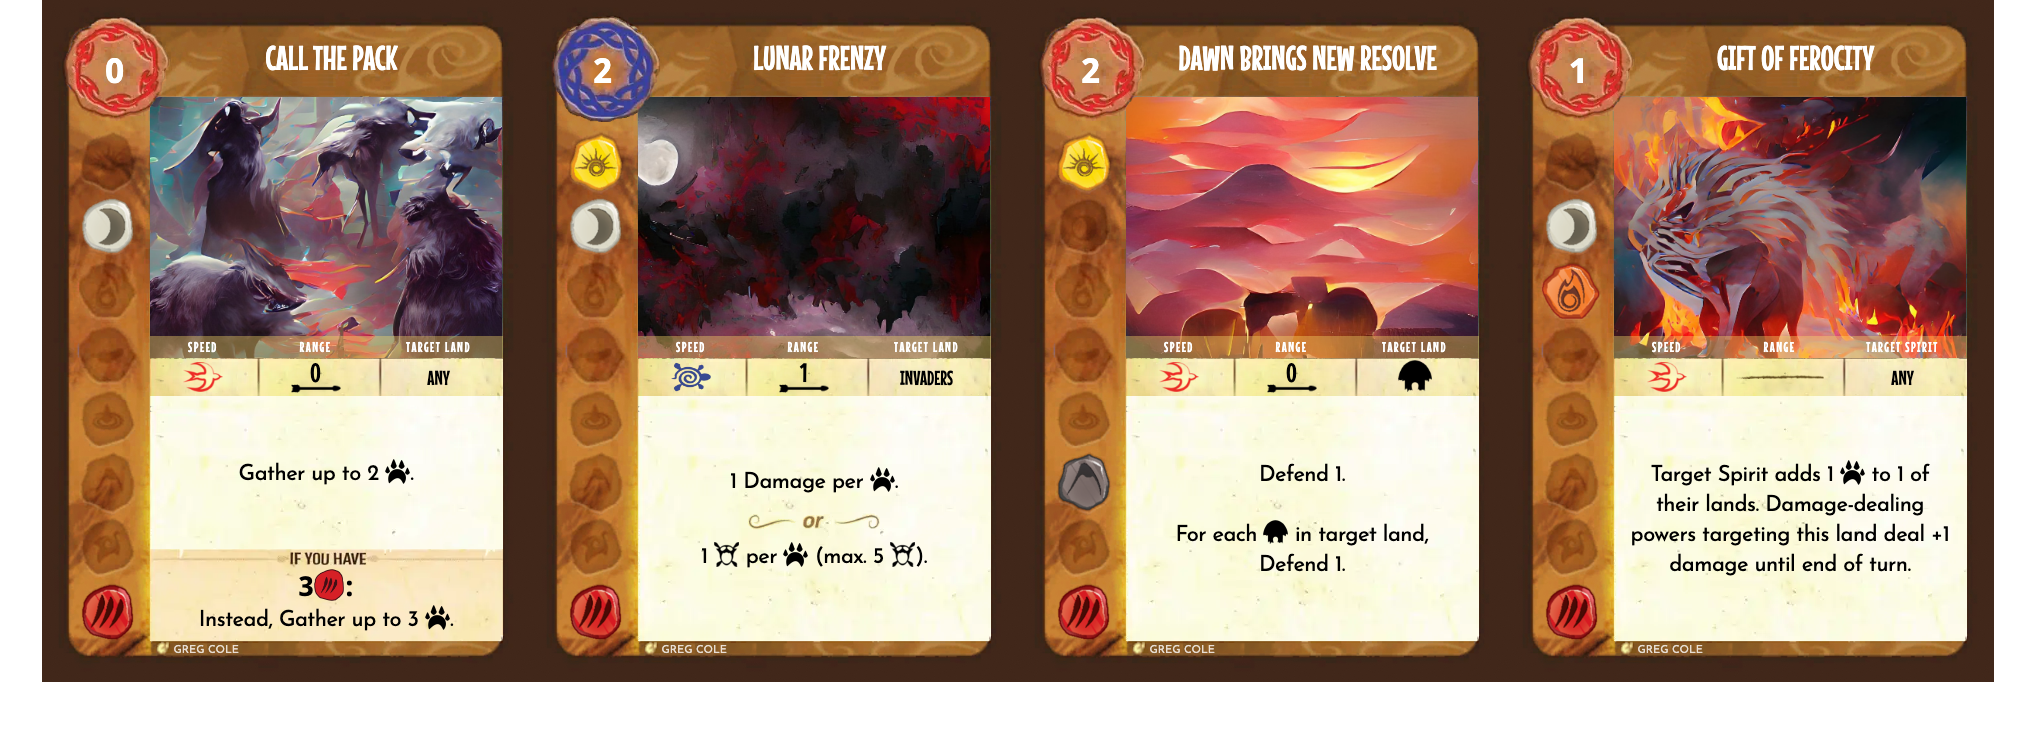 0
CALL THE PACK
SPEED RANGE TARGET LAND
0 ANY
Gather up to 2 .
IF YOU HAVE
3 :
Instead, Gather up to 3 .
GREG COLE
2
LUNAR FRENZY
SPEED RANGE TARGET LAND
1 INVADERS
1 Damage per .
or
1 per (max. 5 ).
GREG COLE
2
DAWN BRINGS NEW RESOLVE
SPEED RANGE TARGET LAND
0
Defend 1.
For each in target land,
Defend 1.
GREG COLE
1
GIFT OF FEROCITY
SPEED RANGE TARGET SPIRIT
ANY
Target Spirit adds 1 to 1 of
their lands. Damage-dealing
powers targeting this land deal +1
damage until end of turn.
GREG COLE